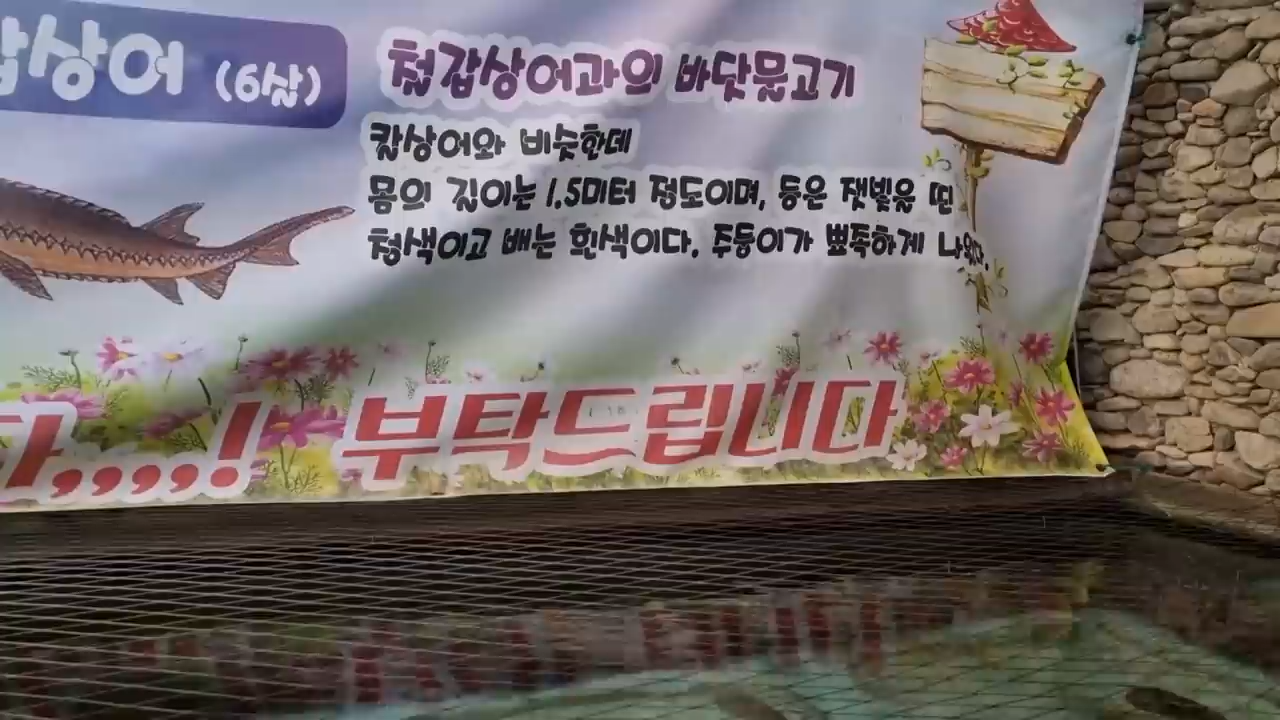 갑상어 (6살)
철갑상어과의 바닷물고기
칼상어와 비슷한데
몸의 길이는 1.5미터 정도이며, 등은 잿빛을 띤
청색이고 배는 흰색이다. 주둥이가 뾰족하게 나왔다.
다,,,,,! 부탁드립니다